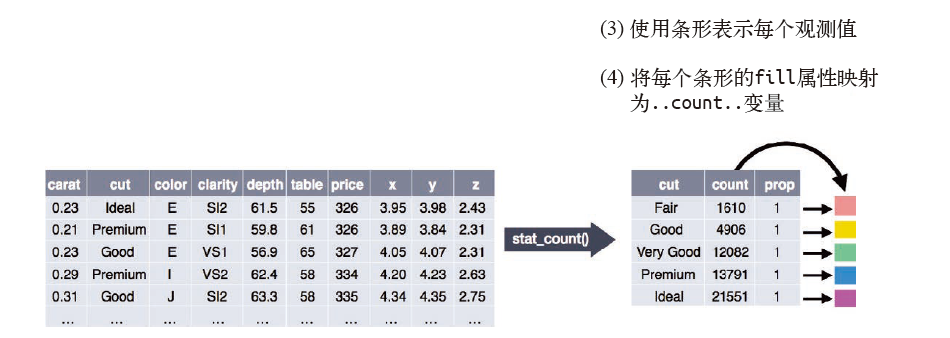 (3) 使用条形表示每个观测值
(4) 将每个条形的fill属性映射
为..count..变量
carat cut color clarity depth table price x y z
0.23 Ideal E SI2 61.5 55 326 3.95 3.98 2.43
0.21 Premium E SI1 59.8 61 326 3.89 3.84 2.31
0.23 Good E VS1 56.9 65 327 4.05 4.07 2.31
0.29 Premium I VS2 62.4 58 334 4.20 4.23 2.63
0.31 Good J SI2 63.3 58 335 4.34 4.35 2.75
... ... ... ... ... ... ... ... ... ...
stat_count()
cut count prop
Fair 1610 1
Good 4906 1
Very Good 12082 1
Premium 13791 1
Ideal 21551 1